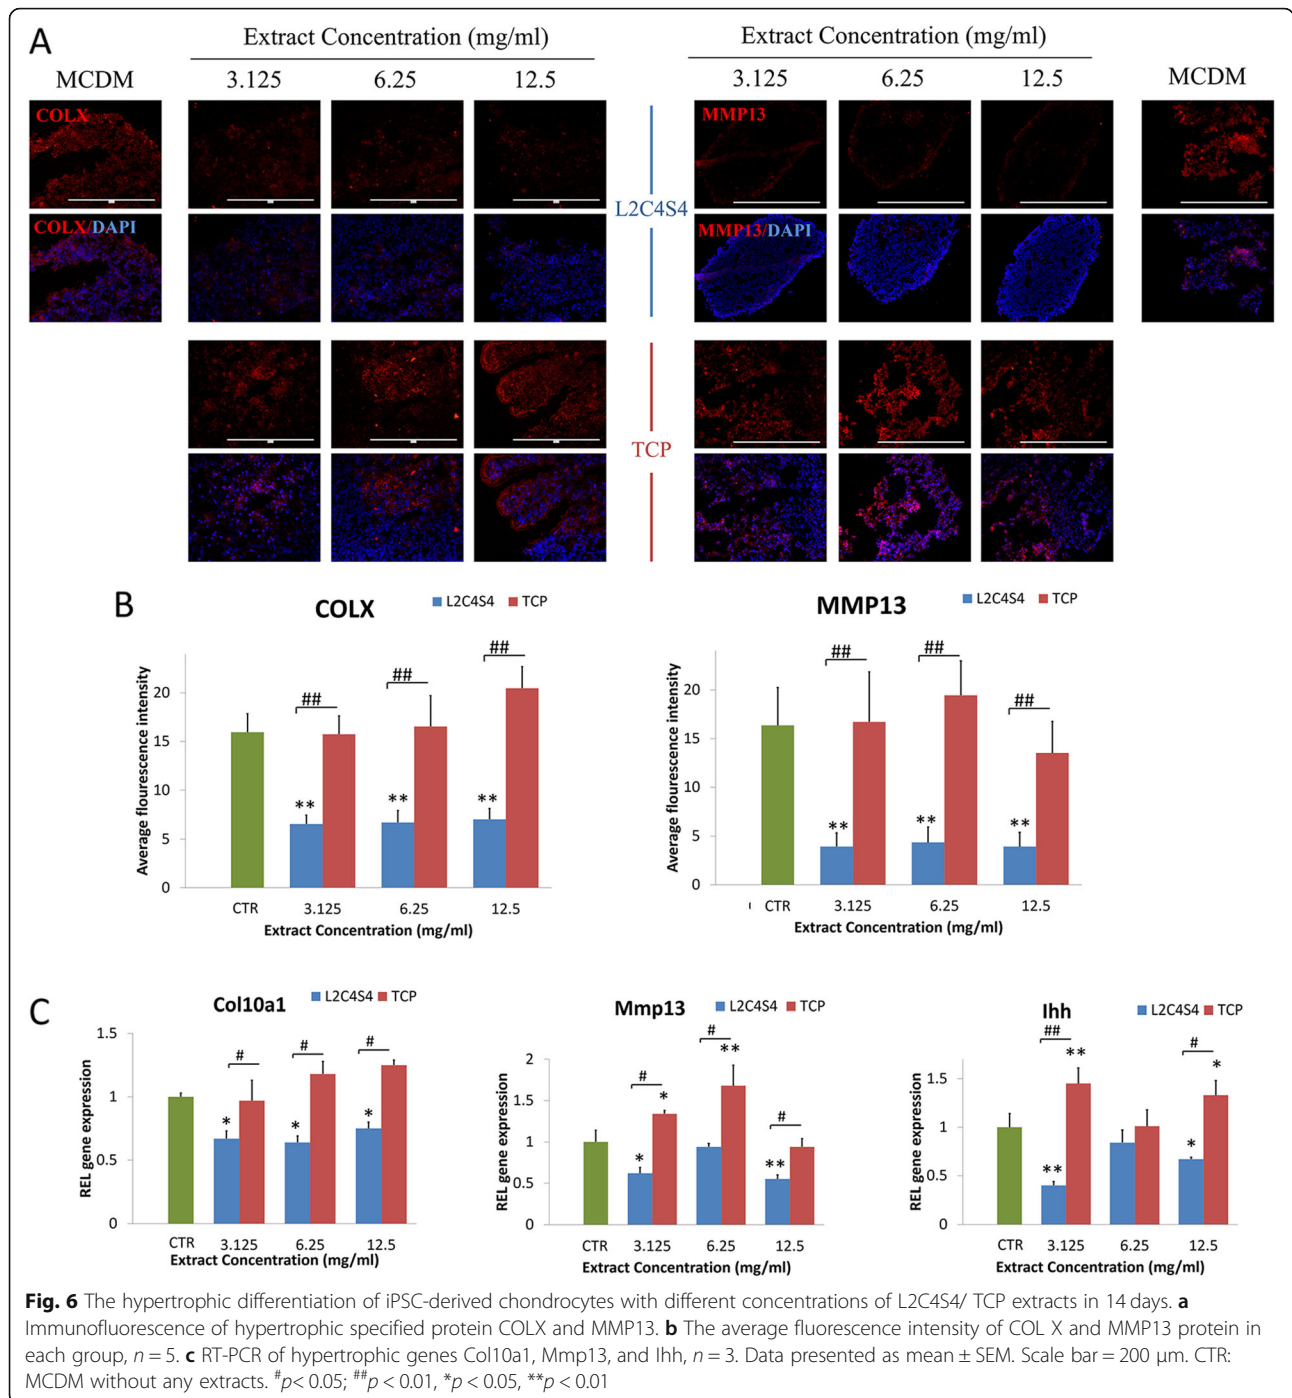 A
Extract Concentration (mg/ml)
Extract Concentration (mg/ml)
MCDM
3.125
6.25
12.5
3.125
6.25
12.5
MCDM
COLX
MMP13
L2C4S4
COLX/DAPI
MMP13/DAPI
TCP
B
COLX
L2C4S4
TCP
Average flourescence intensity
20
15
10
5
0
##
##
##
**
**
**
CTR
3.125
6.25
12.5
Extract Concentration (mg/ml)
MMP13
L2C4S4
TCP
Average fluorescence intensity
20
15
10
5
0
##
##
##
**
**
**
CTR
3.125
6.25
12.5
Extract Concentration (mg/ml)
C
Col10a1
L2C4S4
TCP
REL gene expression
1.5
1
0.5
0
#
#
#
*
*
*
CTR
3.125
6.25
12.5
Extract Concentration (mg/ml)
Mmp13
L2C4S4
TCP
REL gene expression
2
1.5
1
0.5
0
#
#
#
*
*
**
**
CTR
3.125
6.25
12.5
Extract Concentration (mg/ml)
Ihh
L2C4S4
TCP
REL gene expression
1.5
1
0.5
0
##
#
**
**
*
*
CTR
3.125
6.25
12.5
Extract Concentration (mg/ml)
Fig. 6 The hypertrophic differentiation of iPSC-derived chondrocytes with different concentrations of L2C4S4/ TCP extracts in 14 days. a
Immunofluorescence of hypertrophic specified protein COLX and MMP13. b The average fluorescence intensity of COL X and MMP13 protein in
each group, n = 5. c RT-PCR of hypertrophic genes Col10a1, Mmp13, and Ihh, n = 3. Data presented as mean ± SEM. Scale bar = 200 μm. CTR:
MCDM without any extracts. #p< 0.05; ##p < 0.01, *p < 0.05, **p < 0.01